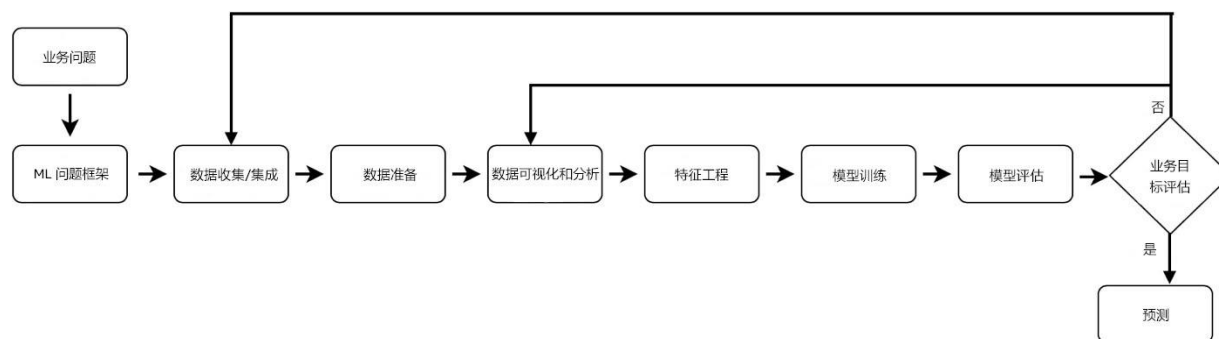 业务问题
ML 问题框架
数据收集/集成
数据准备
数据可视化和分析
特征工程
模型训练
模型评估
业务目
标评估
否
是
预测